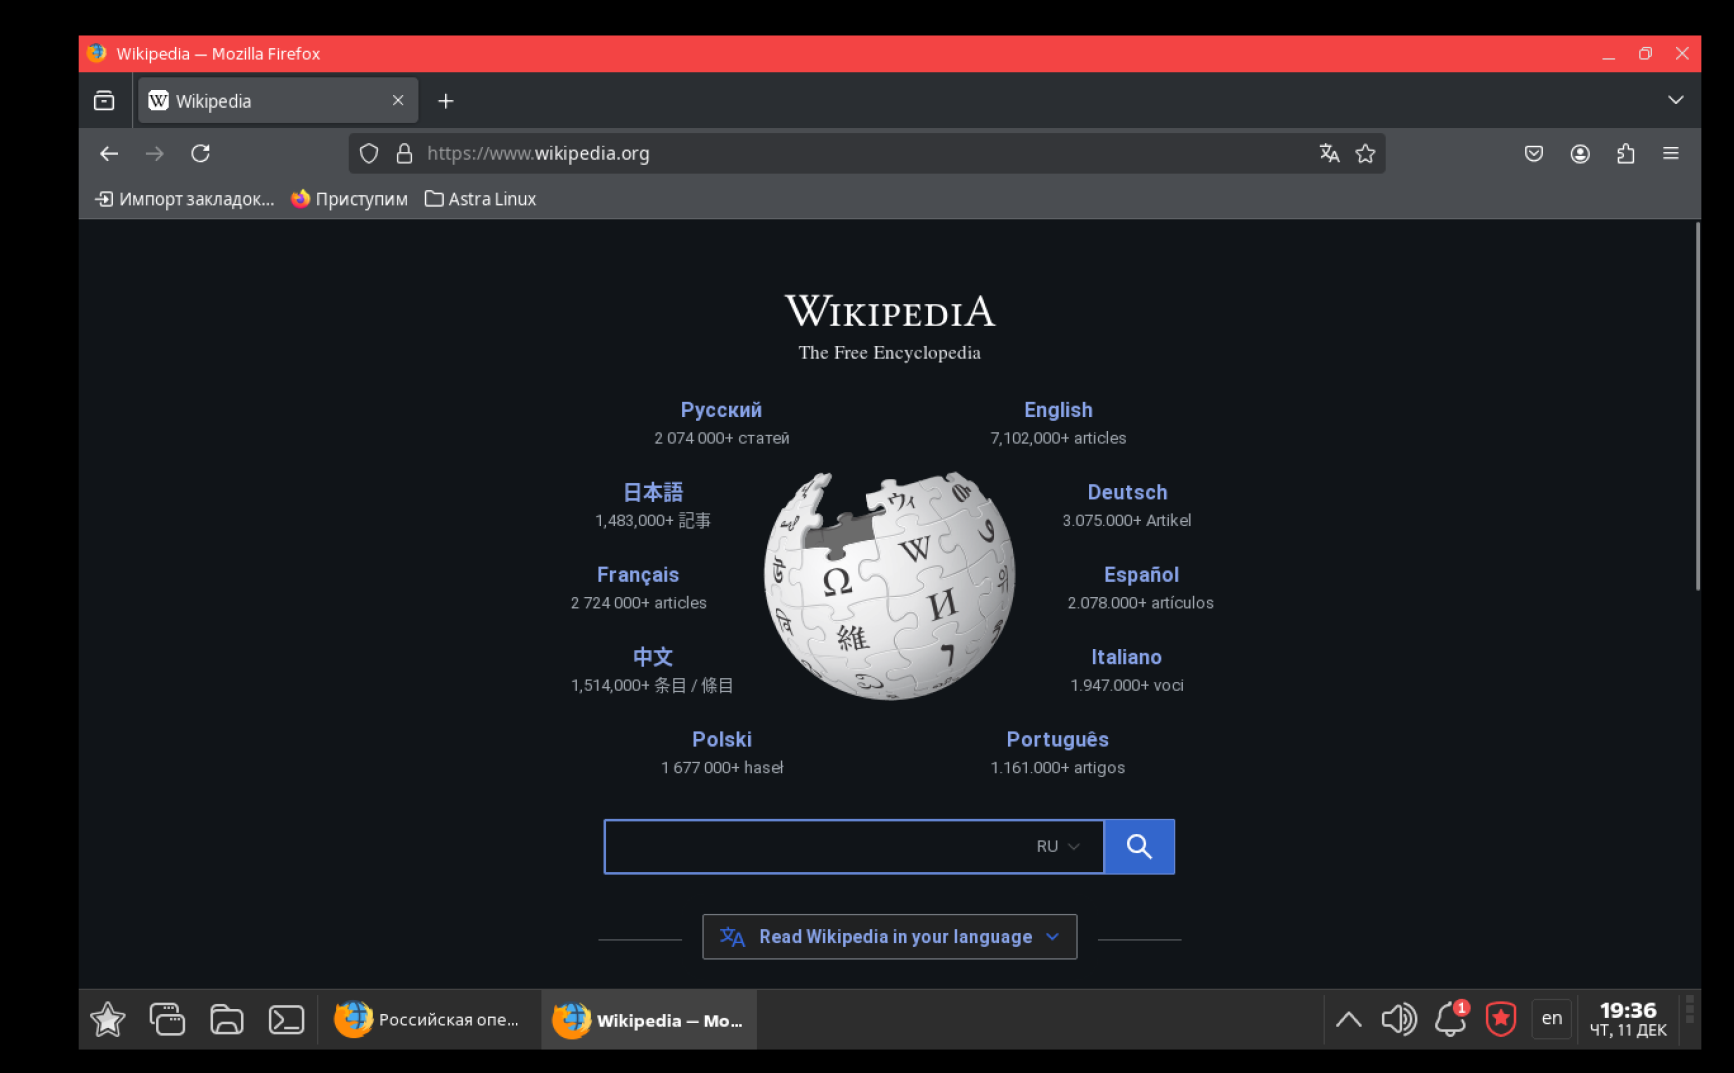 Wikipedia — Mozilla Firefox
Wikipedia
https://www.wikipedia.org
Импорт закладок...
Приступим
Astra Linux
WIKIPEDIA
The Free Encyclopedia
Русский
2 074 000+ статей
English
7,102,000+ articles
日本語
1,483,000+ 記事
Deutsch
3.075.000+ Artikel
Français
2 724 000+ articles
Español
2.078.000+ artículos
中文
1,514,000+ 条目 / 條目
Italiano
1.947.000+ voci
Polski
1 677 000+ haseł
Português
1.161.000+ artigos
Ω
W
И
維
ウィ
RU
Read Wikipedia in your language
Российская опе...
Wikipedia — Mo...
1
en
19:36
ЧТ, 11 ДЕК